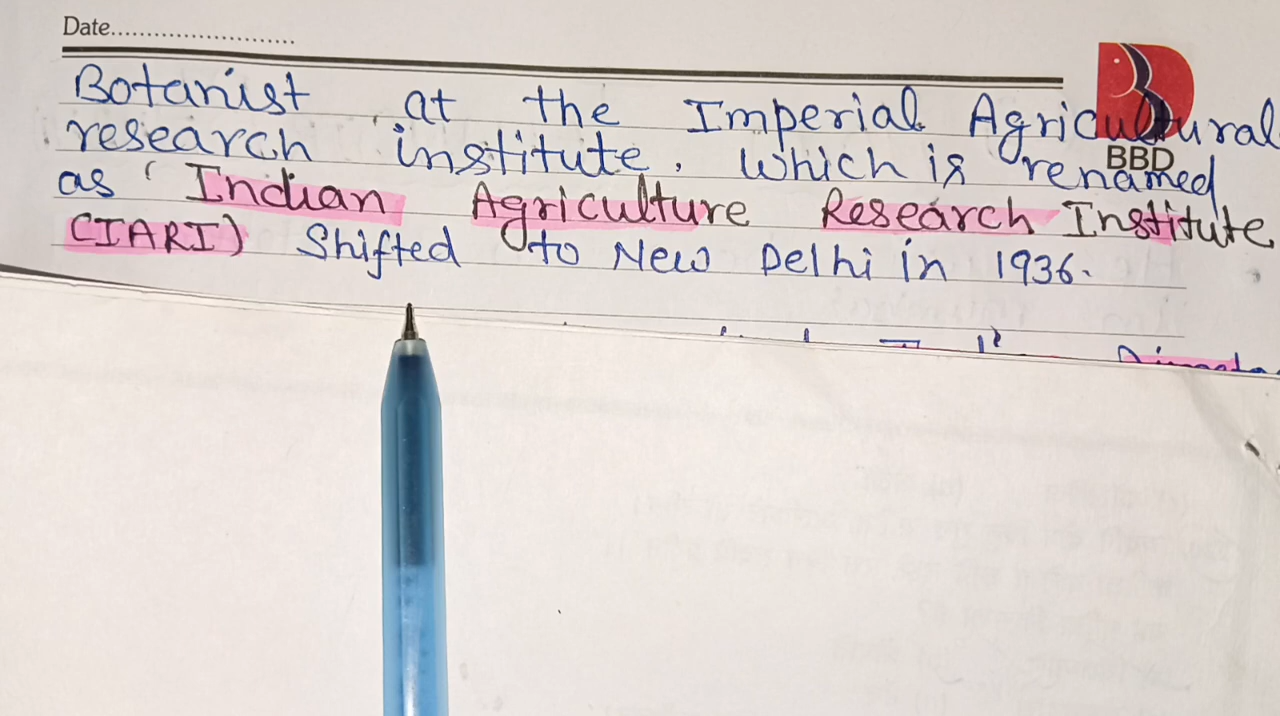 Date........................
BBD
Botanist at the Imperial Agricultural
research institute, which is renamed
as (Indian Agriculture Research Institute
(IARI) Shifted to New Delhi in 1936.